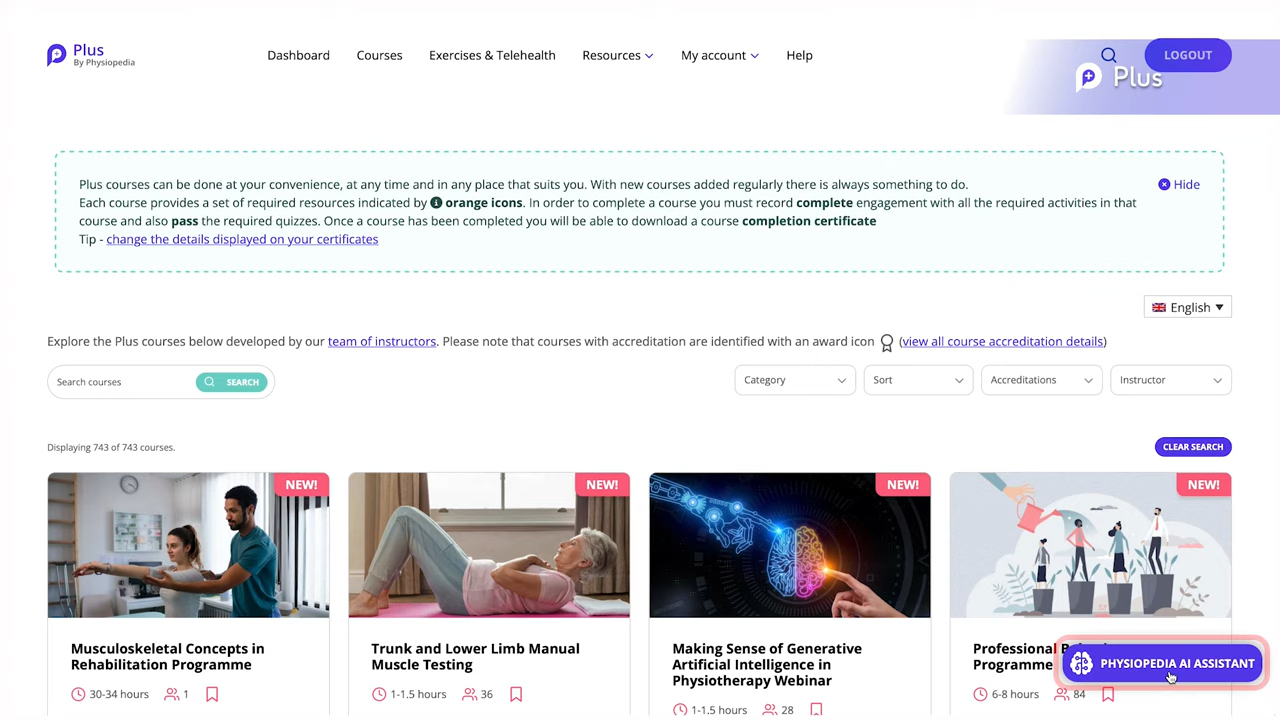 Plus
By Physiopedia
Dashboard
Courses
Exercises & Telehealth
Resources
My account
Help
LOGOUT
Plus
Plus courses can be done at your convenience, at any time and in any place that suits you. With new courses added regularly there is always something to do.
Hide
Each course provides a set of required resources indicated by orange icons. In order to complete a course you must record complete engagement with all the required activities in that
course and also pass the required quizzes. Once a course has been completed you will be able to download a course completion certificate
Tip - change the details displayed on your certificates
English
Explore the Plus courses below developed by our team of instructors. Please note that courses with accreditation are identified with an award icon (view all course accreditation details)
Search courses
SEARCH
Category
Sort
Accreditations
Instructor
Displaying 743 of 743 courses.
CLEAR SEARCH
NEW!
NEW!
NEW!
NEW!
Musculoskeletal Concepts in
Rehabilitation Programme
30-34 hours
1
Trunk and Lower Limb Manual
Muscle Testing
1-1.5 hours
36
Making Sense of Generative
Artificial Intelligence in
Physiotherapy Webinar
1-1.5 hours
28
Professional
Programme
6-8 hours
84
PHYSIOPEDIA AI ASSISTANT